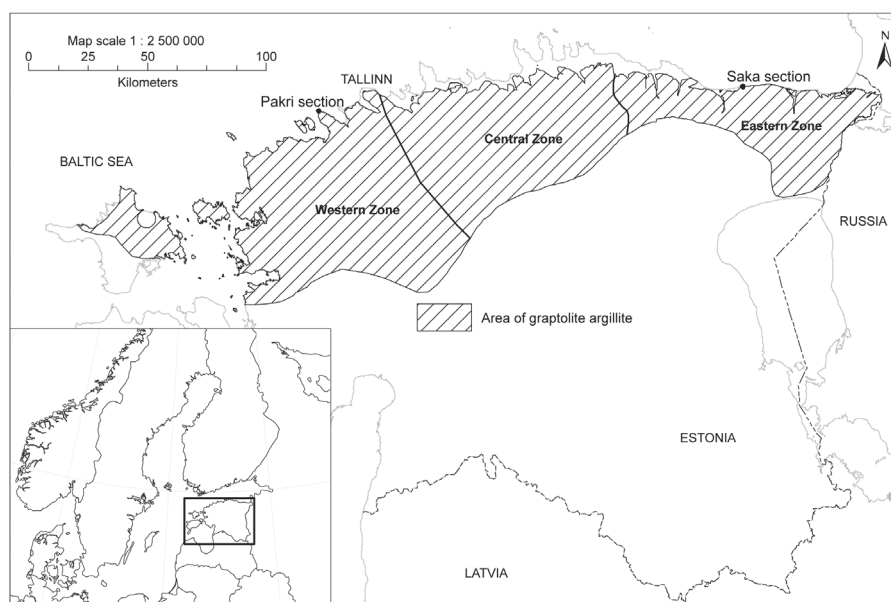 Map scale 1 : 2 500 000
0 25 50 100
Kilometers
N
TALLINN
Saka section
Pakri section
Eastern Zone
Central Zone
BALTIC SEA
Western Zone
RUSSIA
Area of graptolite argillite
ESTONIA
LATVIA